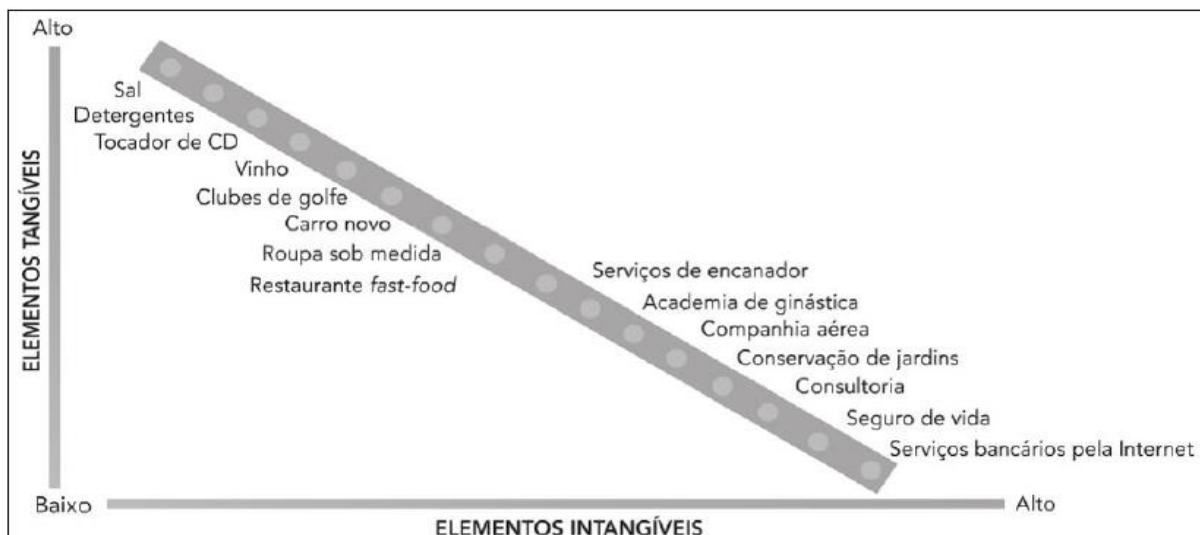 Alto
Sal
Detergentes
Tocador de CD
Vinho
Clubes de golfe
Carro novo
Roupa sob medida
Restaurante fast-food
Serviços de encanador
Academia de ginástica
Companhia aérea
Conservação de jardins
Consultoria
Seguro de vida
Serviços bancários pela Internet
ELEMENTOS TANGÍVEIS
Baixo
Alto
ELEMENTOS INTANGÍVEIS